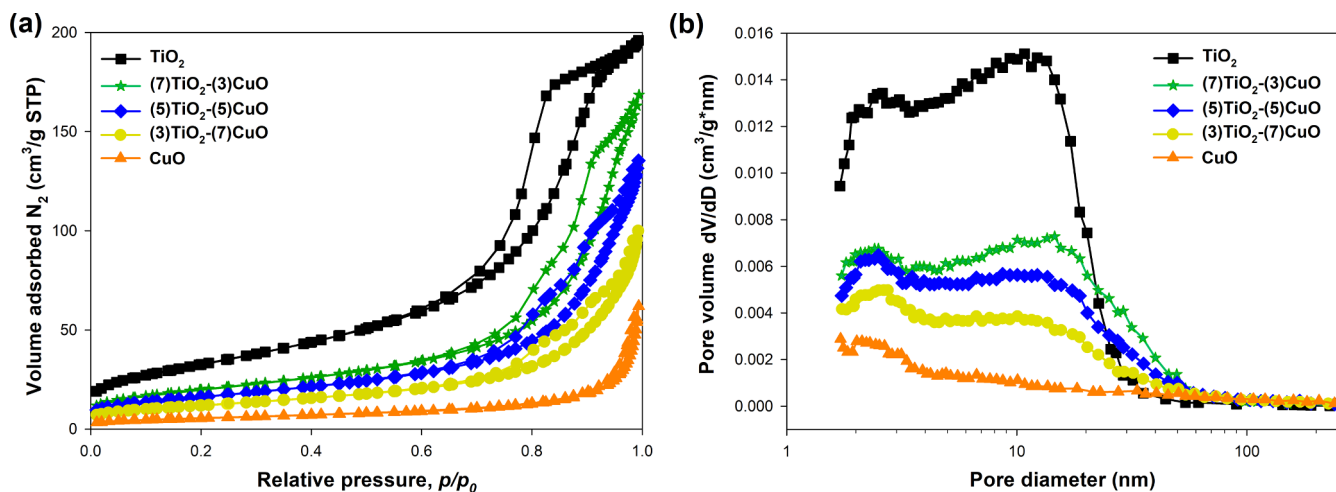 (a)
Volume adsorbed N₂ (cm³/g STP)
200
150
100
50
0
TiO₂
(7)TiO₂-(3)CuO
(5)TiO₂-(5)CuO
(3)TiO₂-(7)CuO
CuO
0.0 0.2 0.4 0.6 0.8 1.0
Relative pressure, p/p₀
(b)
Pore volume dV/dD (cm³/g*nm)
0.016
0.014
0.012
0.010
0.008
0.006
0.004
0.002
0.000
TiO₂
(7)TiO₂-(3)CuO
(5)TiO₂-(5)CuO
(3)TiO₂-(7)CuO
CuO
1 10 100
Pore diameter (nm)